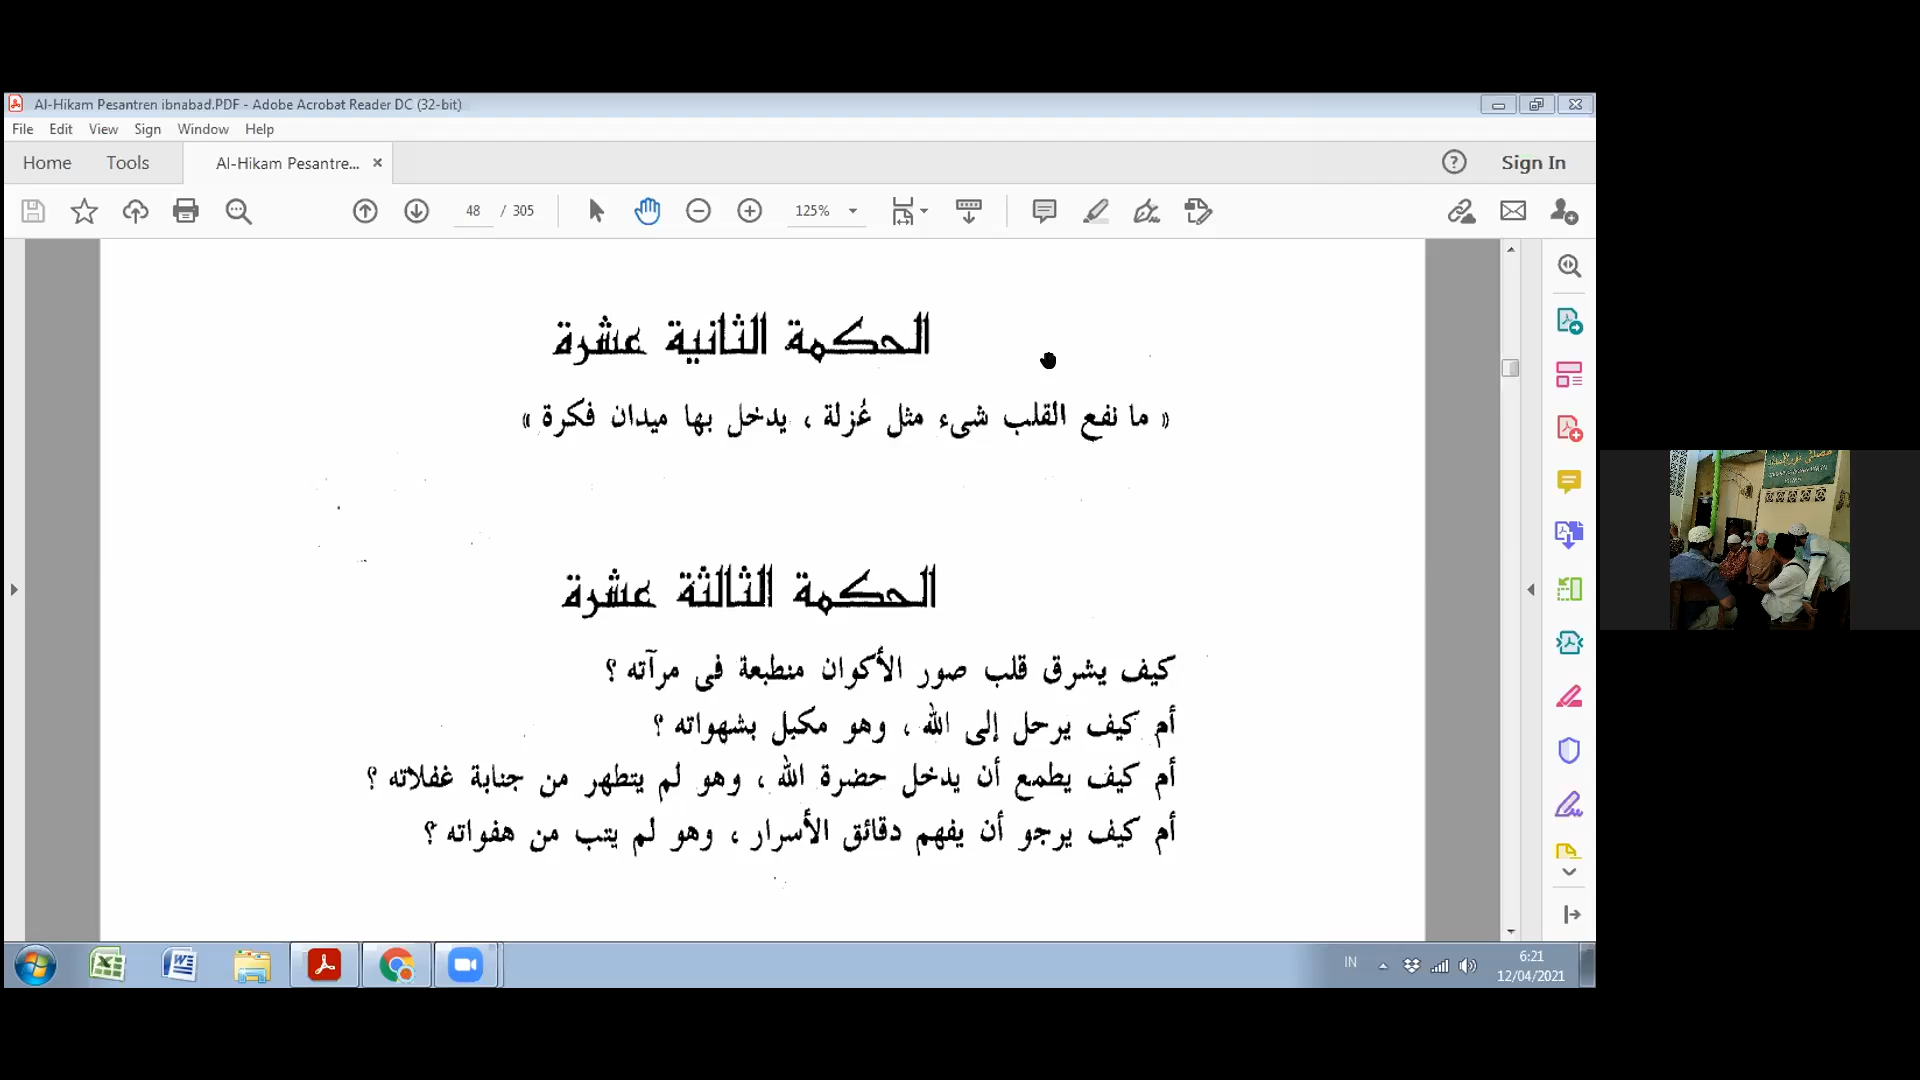 Al-Hikam Pesantren ibnabad.PDF - Adobe Acrobat Reader DC (32-bit)
File Edit View Sign Window Help
Home Tools Al-Hikam Pesantre... Sign In
48 / 305 125%
الحكمة الثانية عشرة
« ما نفع القلب شىء مثل عُزلة ، يدخل بها ميدان فكرة »
الحكمة الثالثة عشرة
كيف يشرق قلب صور الأكوان منطبعة فى مرآته ؟
أم كيف يرحل إلى الله ، وهو مكبل بشهواته ؟
أم كيف يطمع أن يدخل حضرة الله ، وهو لم يتطهر من جنابة غفلاته ؟
أم كيف يرجو أن يفهم دقائق الأسرار ، وهو لم يتب من هفواته ؟
IN 6:21
12/04/2021